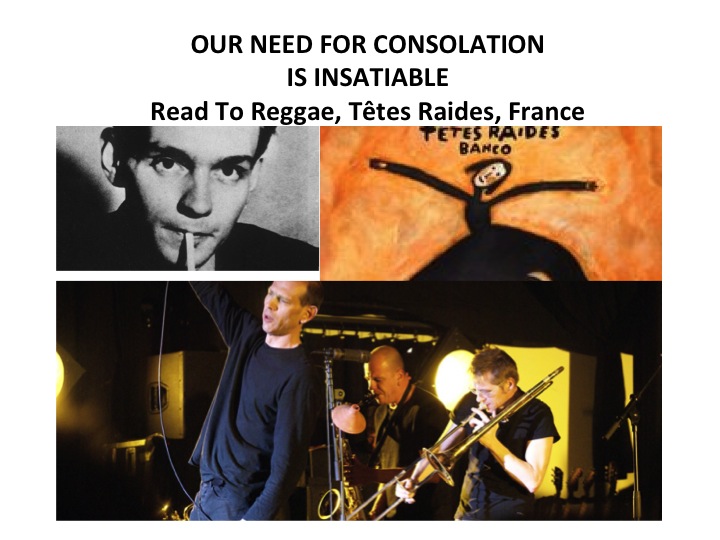 OUR NEED FOR CONSOLATION
IS INSATIABLE
Read To Reggae, Têtes Raides, France
TETES RAIDES
BANCO